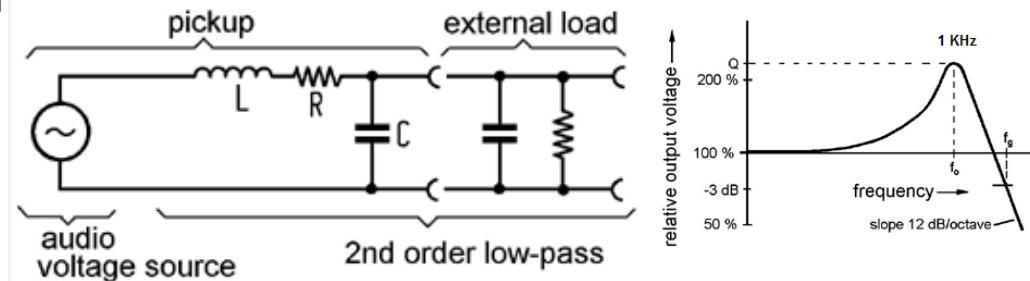 pickup
external load
L
R
C
audio
voltage source
2nd order low-pass
relative output voltage
1 KHz
Q
200 %
100 %
-3 dB
50 %
fo
fg
frequency
slope 12 dB/octave